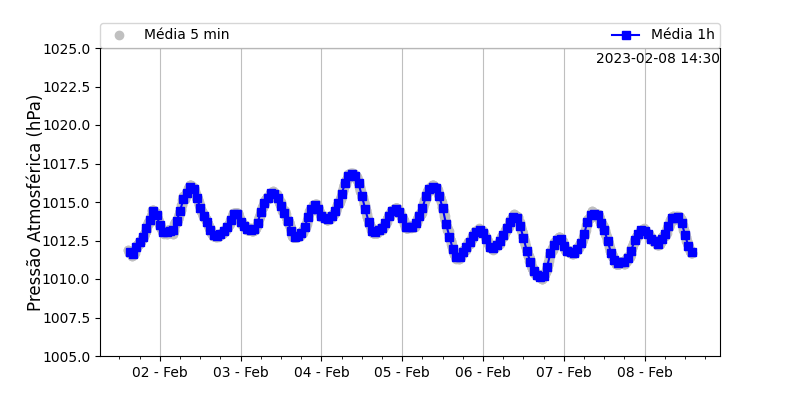 Média 5 min
Média 1h
2023-02-08 14:30
Pressão Atmosférica (hPa)
1025.0
1022.5
1020.0
1017.5
1015.0
1012.5
1010.0
1007.5
1005.0
02 - Feb
03 - Feb
04 - Feb
05 - Feb
06 - Feb
07 - Feb
08 - Feb